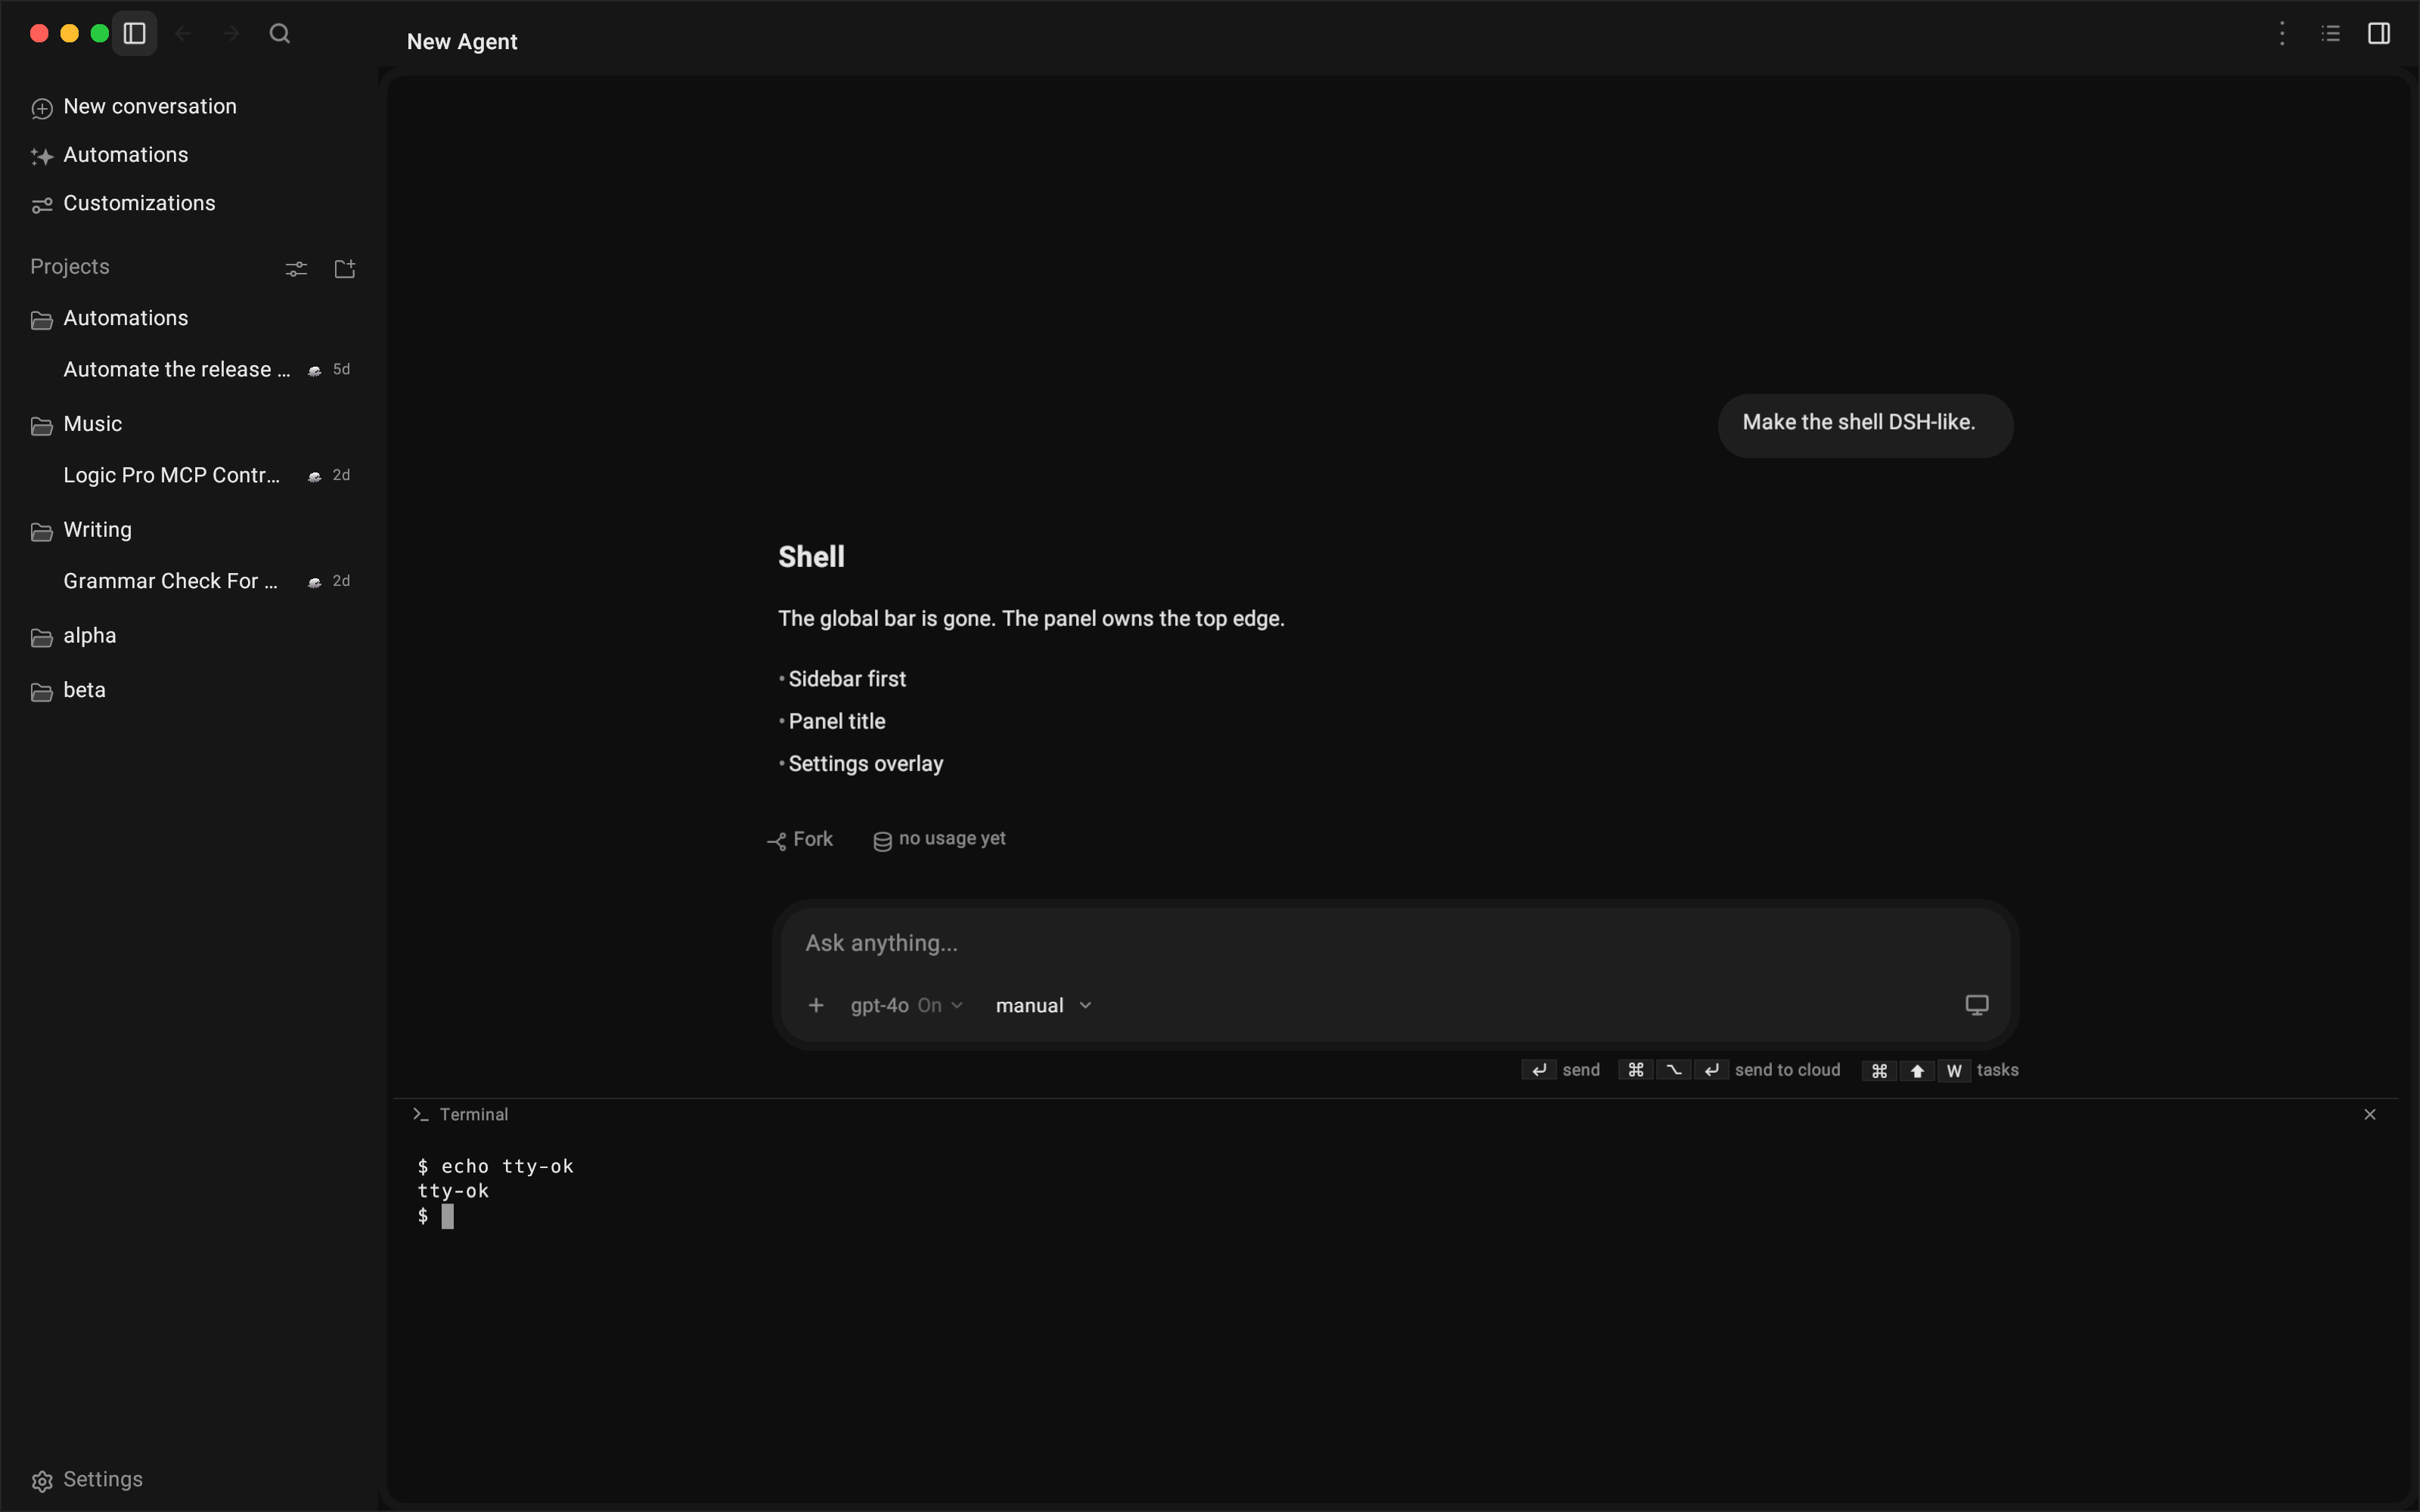 New Agent
New conversation
Automations
Customizations
Projects
Automations
Automate the release ... 5d
Music
Logic Pro MCP Contr... 2d
Writing
Grammar Check For ... 2d
alpha
beta
Settings
Make the shell DSH-like.
Shell
The global bar is gone. The panel owns the top edge.
• Sidebar first
• Panel title
• Settings overlay
Fork no usage yet
Ask anything...
+ gpt-4o On manual
↵ send ⌘ ⌥ ↵ send to cloud ⌘ ⬆ W tasks
>_ Terminal ×
$ echo tty-ok
tty-ok
$